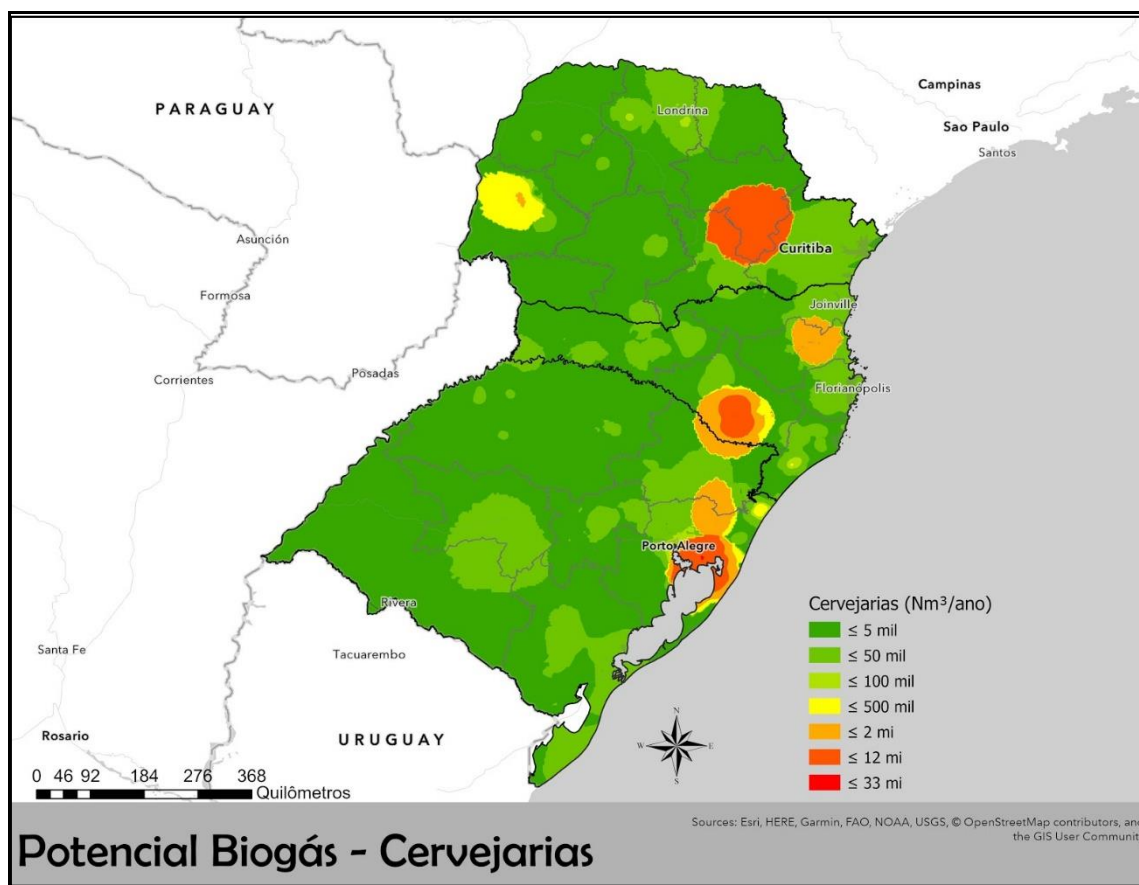 Campinas
PARAGUAY
Londrina
Sao Paulo
Santos
Asunción
Curitiba
Formosa
Joinville
Posadas
Corrientes
Florianópolis
Porto Alegre
Rivera
Cervejarias (Nm³/ano)
≤ 5 mil
≤ 50 mil
≤ 100 mil
≤ 500 mil
≤ 2 mi
≤ 12 mi
≤ 33 mi
Santa Fe
Tacuarembo
Rosario
URUGUAY
N
W E
S
0 46 92 184 276 368
Quilômetros
Sources: Esri, HERE, Garmin, FAO, NOAA, USGS, © OpenStreetMap contributors, and
the GIS User Communit
Potencial Biogás - Cervejarias